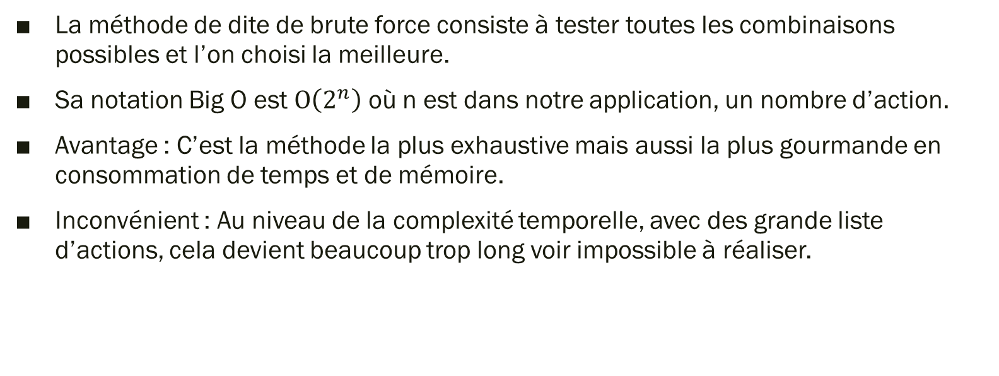 ■ La méthode de dite de brute force consiste à tester toutes les combinaisons
possibles et l’on choisi la meilleure.
■ Sa notation Big O est O(2ⁿ) où n est dans notre application, un nombre d’action.
■ Avantage : C’est la méthode la plus exhaustive mais aussi la plus gourmande en
consommation de temps et de mémoire.
■ Inconvénient : Au niveau de la complexité temporelle, avec des grande liste
d’actions, cela devient beaucoup trop long voir impossible à réaliser.